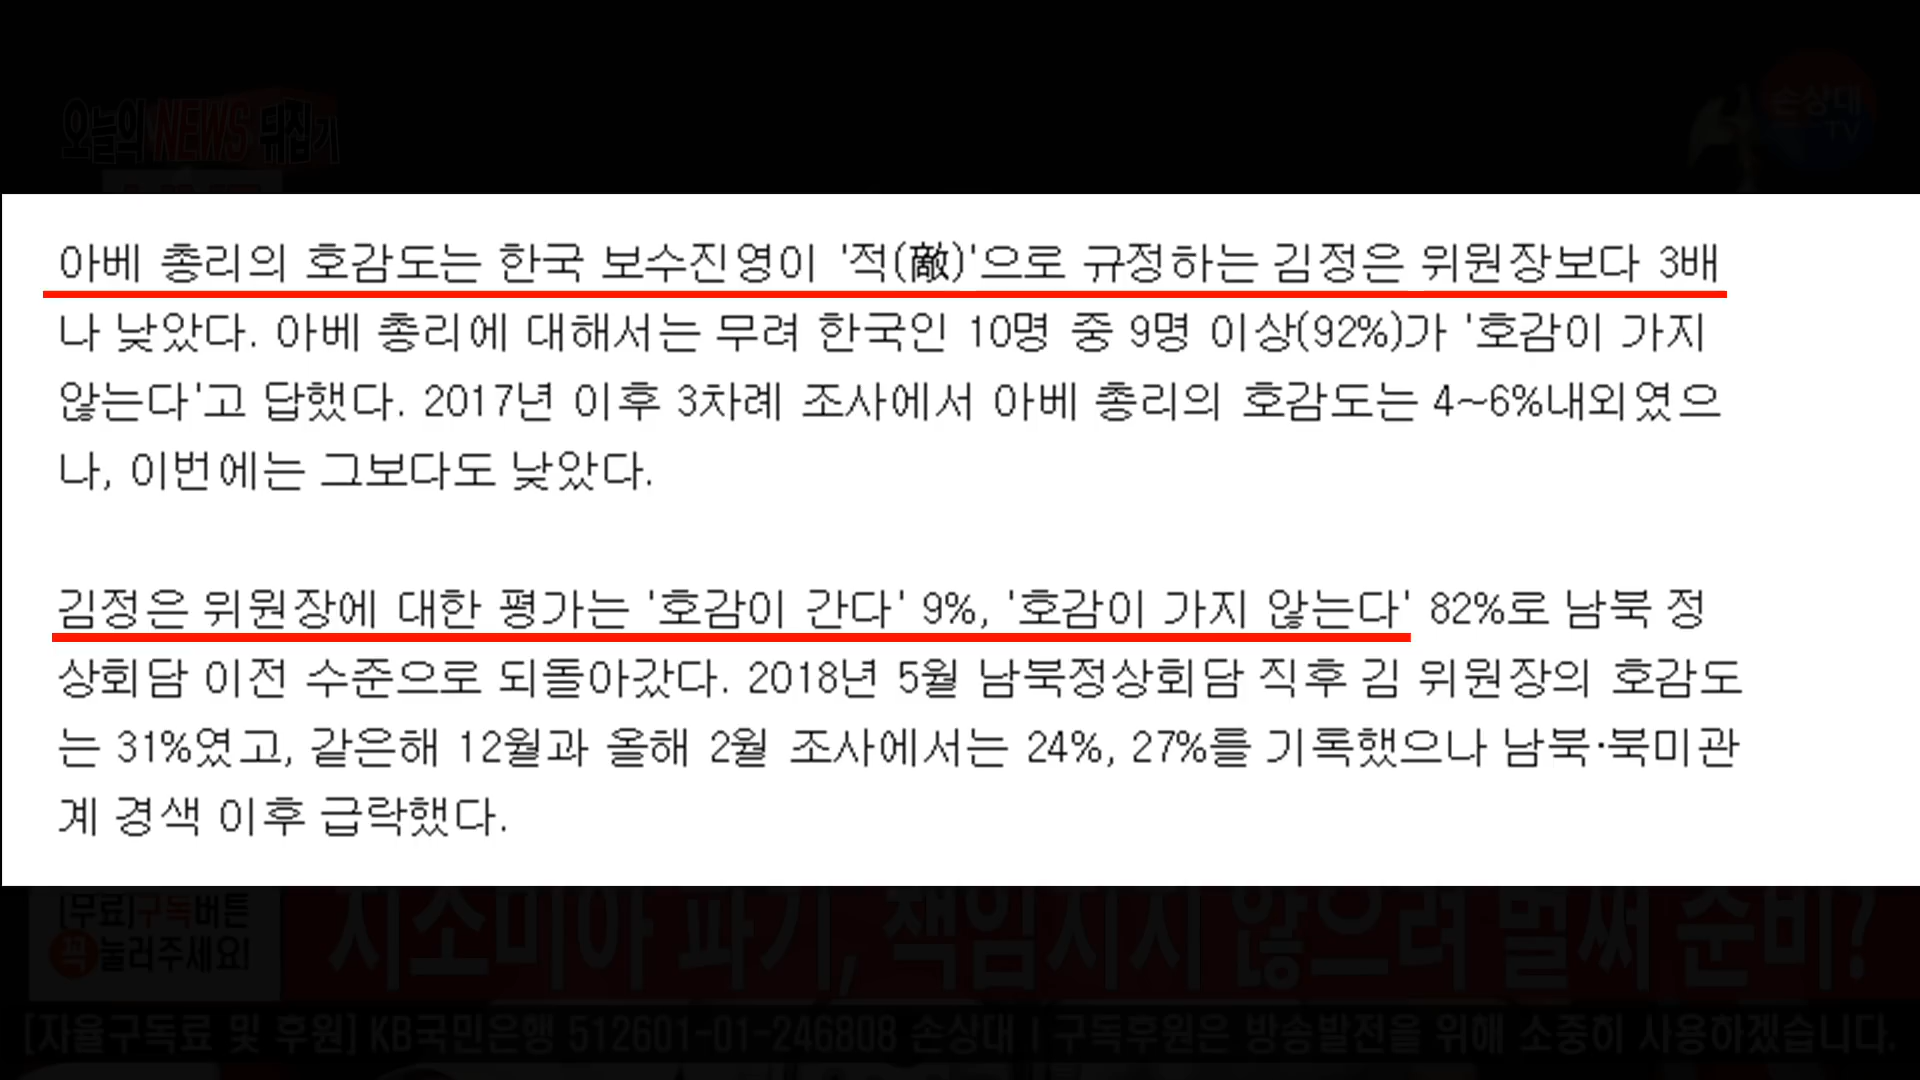 오늘의 NEWS 뒤집기
손상대
TV
아베 총리의 호감도는 한국 보수진영이 '적(敵)'으로 규정하는 김정은 위원장보다 3배
나 낮았다. 아베 총리에 대해서는 무려 한국인 10명 중 9명 이상(92%)가 '호감이 가지
않는다'고 답했다. 2017년 이후 3차례 조사에서 아베 총리의 호감도는 4~6%내외였으
나, 이번에는 그보다도 낮았다.
김정은 위원장에 대한 평가는 '호감이 간다' 9%, '호감이 가지 않는다' 82%로 남북 정
상회담 이전 수준으로 되돌아갔다. 2018년 5월 남북정상회담 직후 김 위원장의 호감도
는 31%였고, 같은해 12월과 올해 2월 조사에서는 24%, 27%를 기록했으나 남북·북미관
계 경색 이후 급락했다.
[무료]구독버튼
꼭 눌러주세요!
지소미아 파기, 책임지지 않으려 벌써 준비?
[자율구독료 및 후원] KB국민은행 512601-01-246808 손상대 | 구독후원은 방송발전을 위해 소중히 사용하겠습니다.